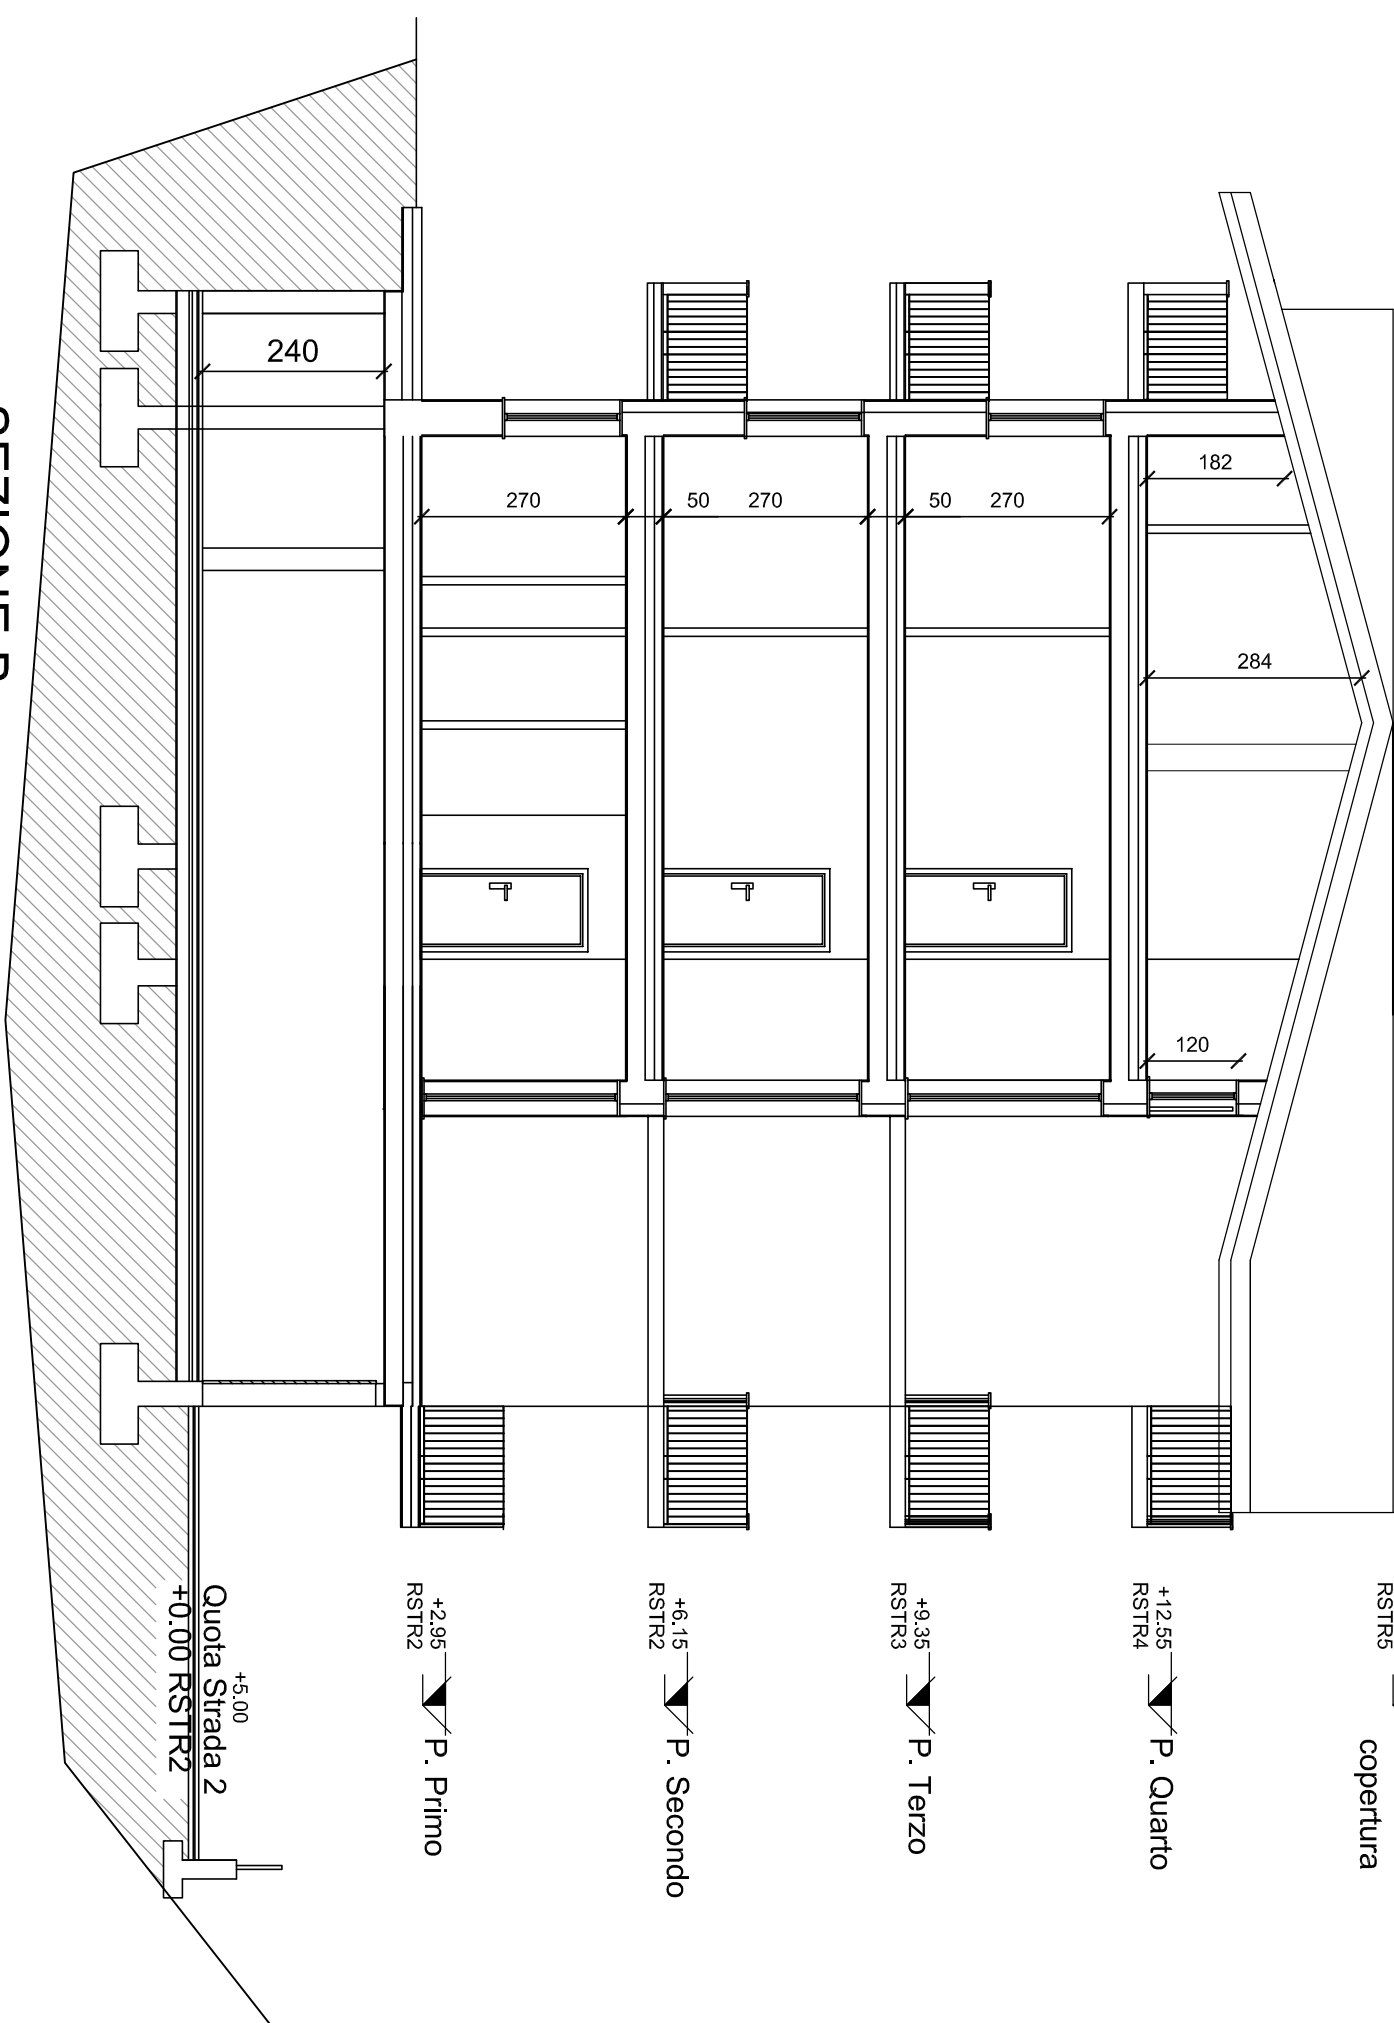 SEZIONE B
240
270
50
270
50
270
182
284
120
+5.00
Quota Strada 2
+0.00 RSTR2
+2.95
RSTR2
P. Primo
+6.15
RSTR2
P. Secondo
+9.35
RSTR3
P. Terzo
+12.55
RSTR4
P. Quarto
RSTR5
copertura